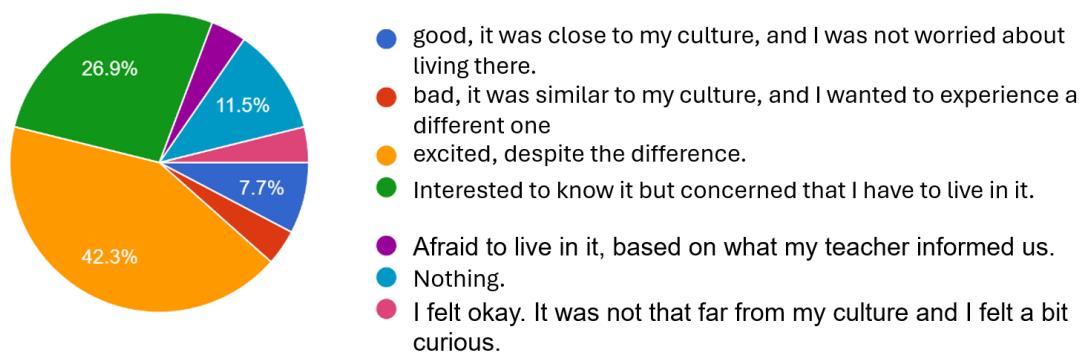 26.9%
11.5%
7.7%
42.3%
good, it was close to my culture, and I was not worried about
living there.
bad, it was similar to my culture, and I wanted to experience a
different one
excited, despite the difference.
Interested to know it but concerned that I have to live in it.
Afraid to live in it, based on what my teacher informed us.
Nothing.
I felt okay. It was not that far from my culture and I felt a bit
curious.